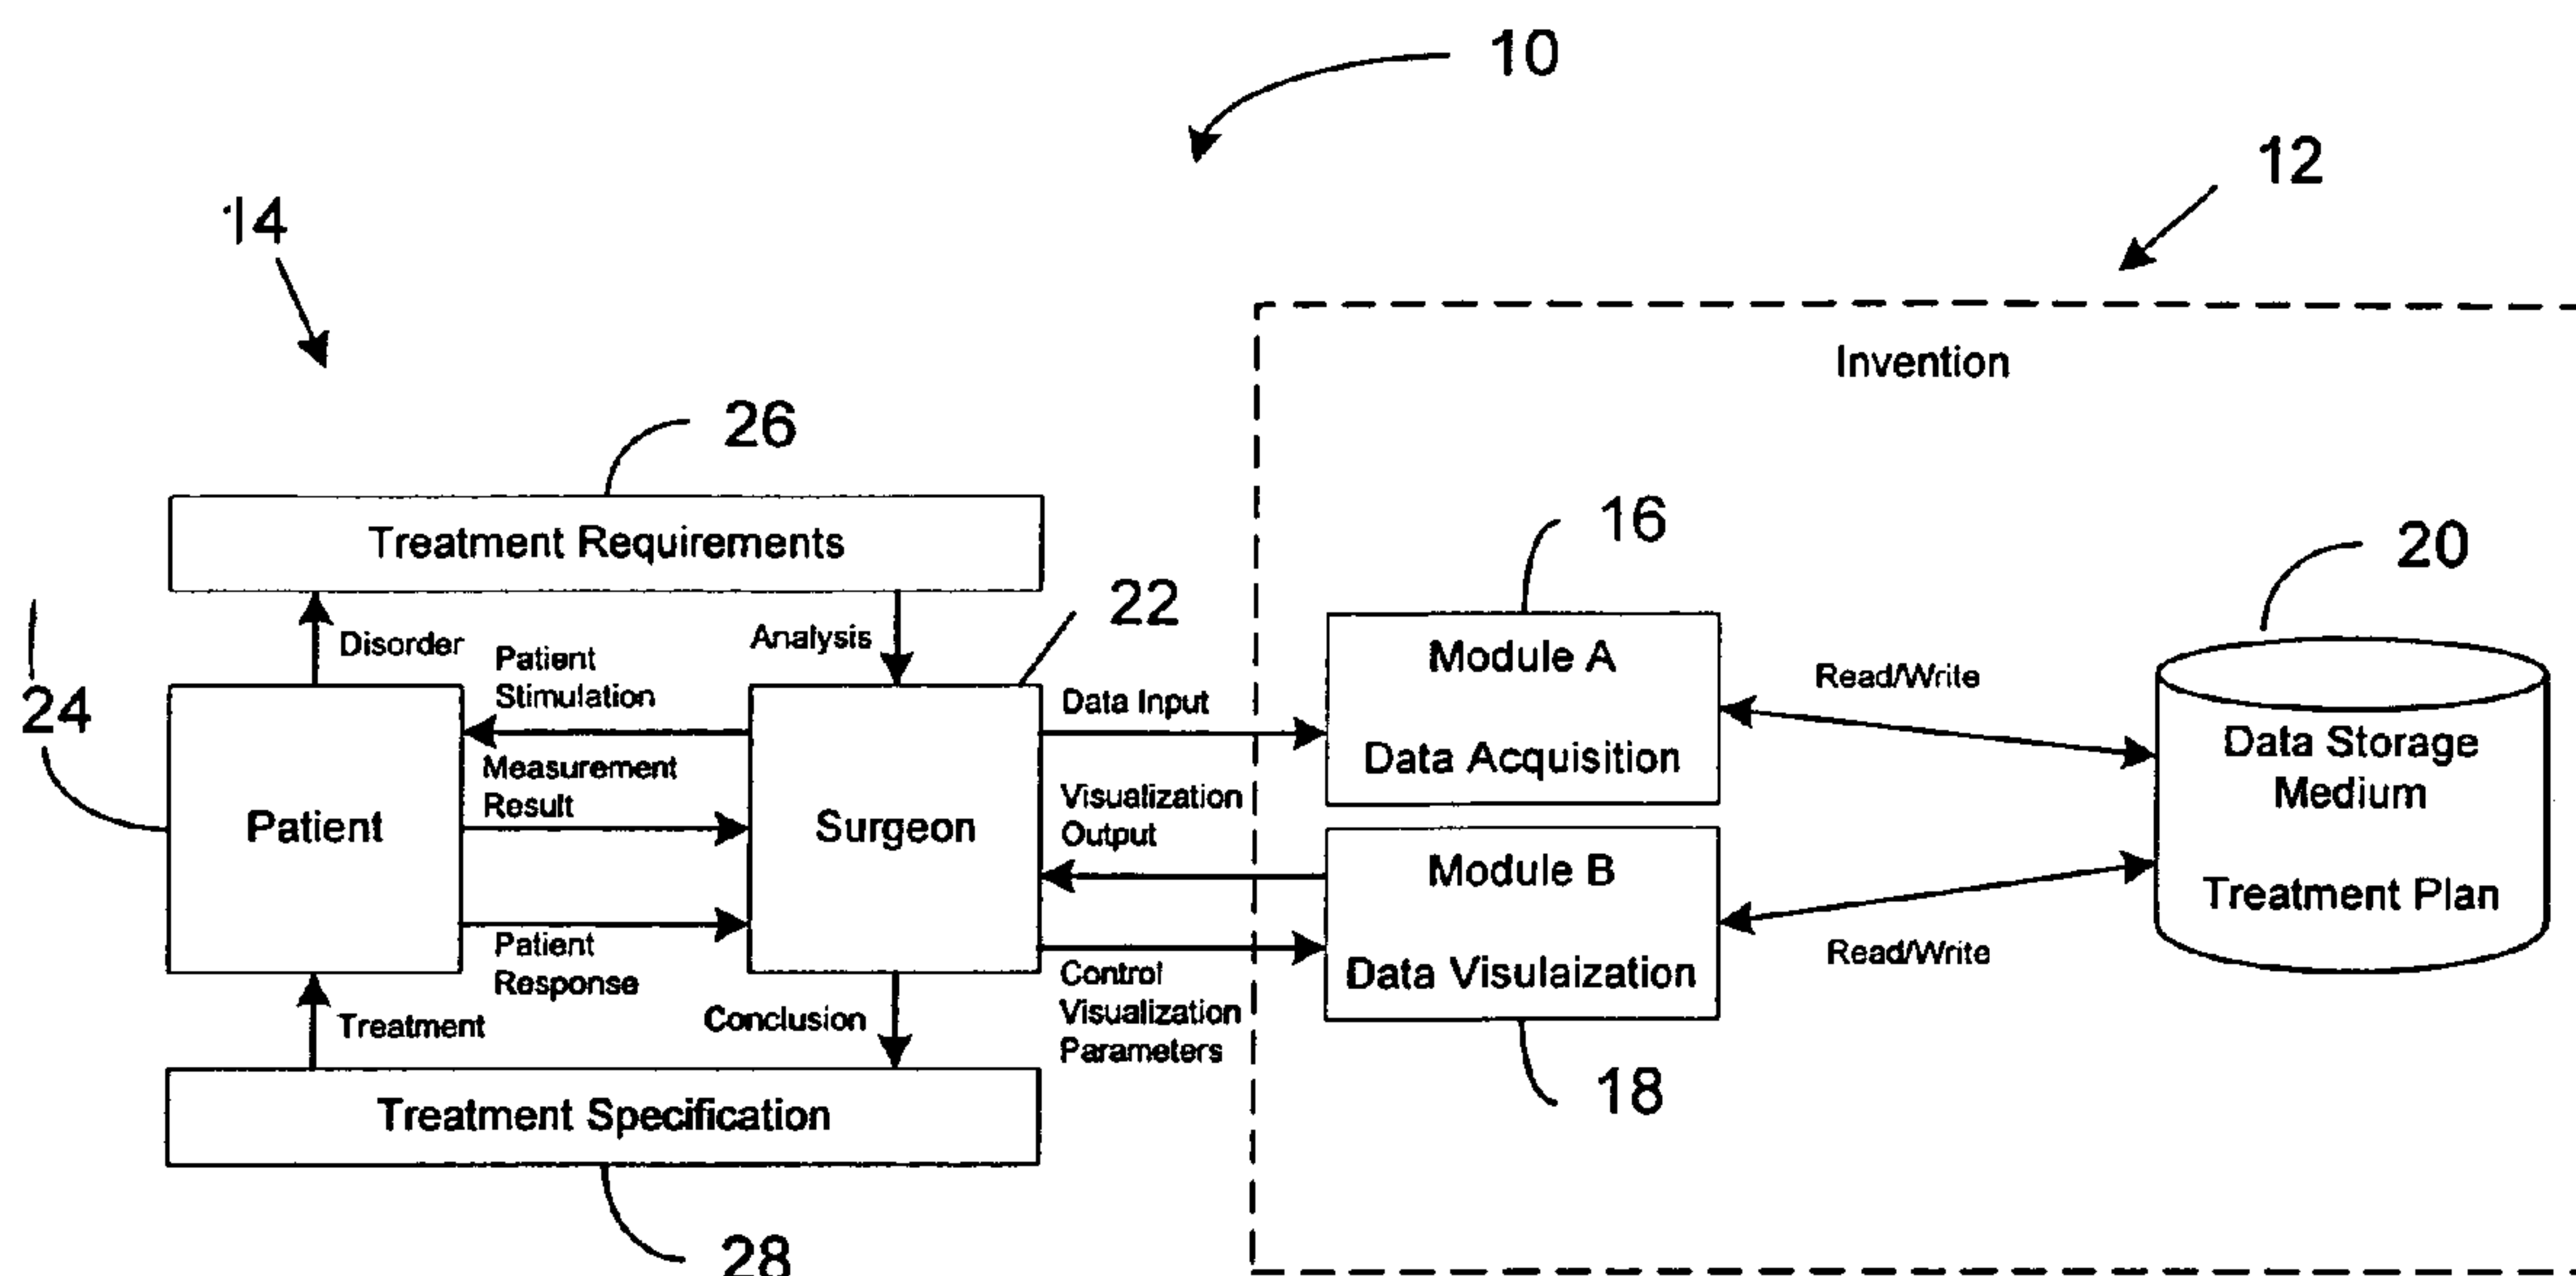 10
12
14
Invention
26
Treatment Requirements
16
20
22
Disorder
Analysis
Patient
Stimulation
Module A
Data Acquisition
Read/Write
Data Input
24
Measurement
Result
Patient
Surgeon
Visualization
Output
Data Storage
Medium
Treatment Plan
Module B
Data Visulaization
Read/Write
Patient
Response
Control
Visualization
Parameters
Treatment
Conclusion
Treatment Specification
18
28